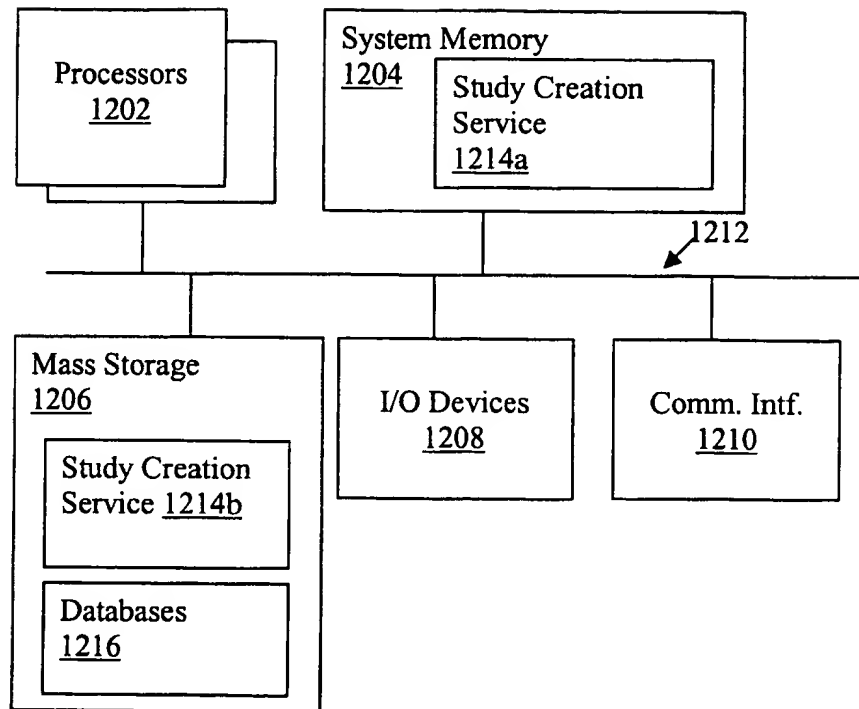 Processors
1202
System Memory
1204
Study Creation
Service
1214a
1212
Mass Storage
1206
Study Creation
Service 1214b
Databases
1216
I/O Devices
1208
Comm. Intf.
1210